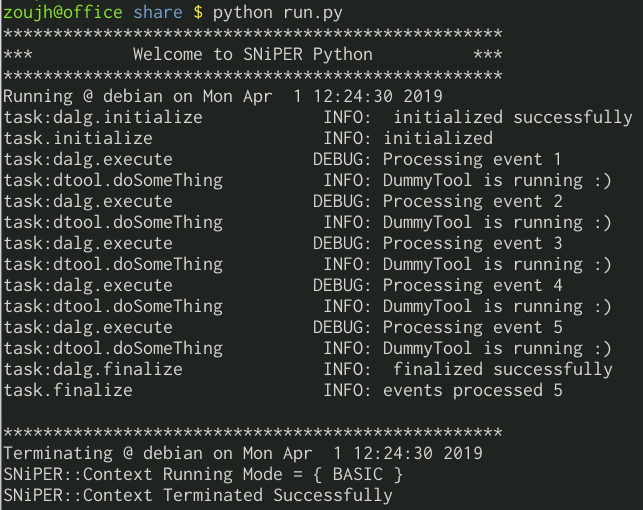 zoujh@office share $ python run.py
**************************************************
***          Welcome to SNiPER Python          ***
**************************************************
Running @ debian on Mon Apr  1 12:24:30 2019
task:dalg.initialize            INFO:  initialized successfully
task.initialize                 INFO: initialized
task:dalg.execute              DEBUG: Processing event 1
task:dtool.doSomeThing          INFO: DummyTool is running :)
task:dalg.execute              DEBUG: Processing event 2
task:dtool.doSomeThing          INFO: DummyTool is running :)
task:dalg.execute              DEBUG: Processing event 3
task:dtool.doSomeThing          INFO: DummyTool is running :)
task:dalg.execute              DEBUG: Processing event 4
task:dtool.doSomeThing          INFO: DummyTool is running :)
task:dalg.execute              DEBUG: Processing event 5
task:dtool.doSomeThing          INFO: DummyTool is running :)
task:dalg.finalize              INFO:  finalized successfully
task.finalize                   INFO: events processed 5

**************************************************
Terminating @ debian on Mon Apr  1 12:24:30 2019
SNiPER::Context Running Mode = { BASIC }
SNiPER::Context Terminated Successfully